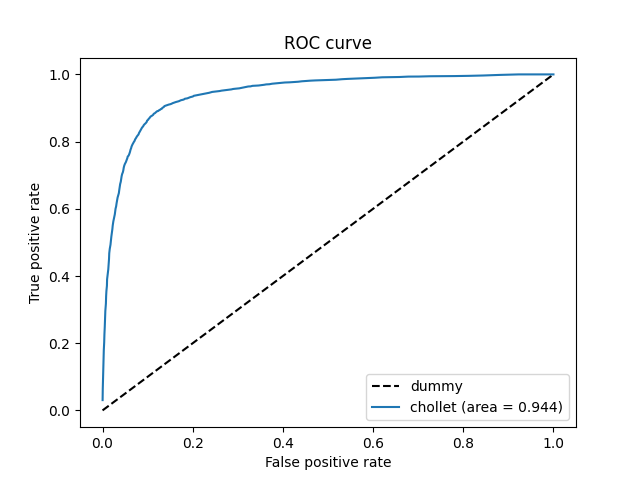 ROC curve
True positive rate
1.0
0.8
0.6
0.4
0.2
0.0
dummy
chollet (area = 0.944)
0.0 0.2 0.4 0.6 0.8 1.0
False positive rate